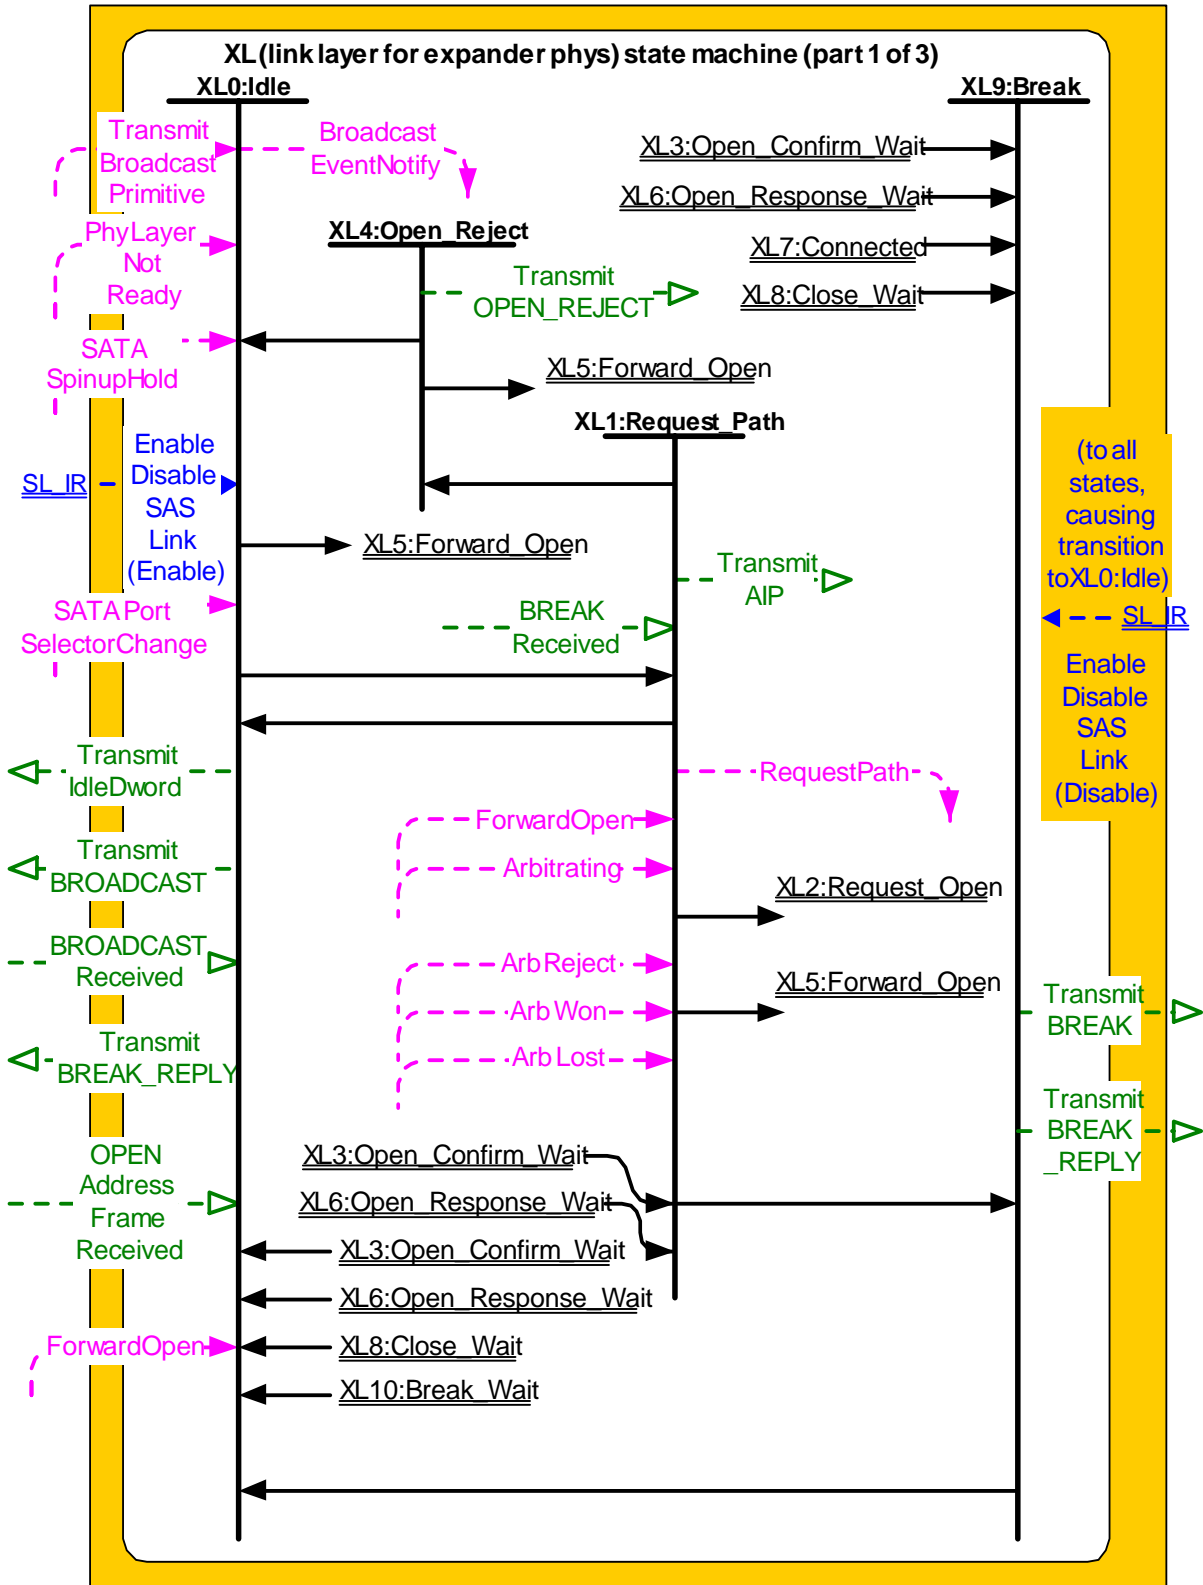 XL (link layer for expander phys) state machine (part 1 of 3)
XL0:Idle
XL9:Break
Transmit
Broadcast
Primitive
Broadcast
EventNotify
XL3:Open_Confirm_Wait
XL6:Open_Response_Wait
XL7:Connected
XL8:Close_Wait
PhyLayer
Not
Ready
XL4:Open_Reject
Transmit
OPEN_REJECT
SATA
SpinupHold
XL5:Forward_Open
XL1:Request_Path
Enable
Disable
SAS
Link
(Enable)
SL_IR
(to all
states,
causing
transition
to XL0:Idle)
XL5:Forward_Open
Transmit
AIP
SATA Port
SelectorChange
BREAK
Received
SL_IR
Enable
Disable
SAS
Link
(Disable)
Transmit
IdleDword
RequestPath
ForwardOpen
Transmit
BROADCAST
Arbitrating
XL2:Request_Open
BROADCAST
Received
Arb Reject
XL5:Forward_Open
Arb Won
Transmit
BREAK
Transmit
BREAK_REPLY
Arb Lost
Transmit
BREAK
_REPLY
OPEN
Address
Frame
Received
XL3:Open_Confirm_Wait
XL6:Open_Response_Wait
XL3:Open_Confirm_Wait
XL6:Open_Response_Wait
ForwardOpen
XL8:Close_Wait
XL10:Break_Wait